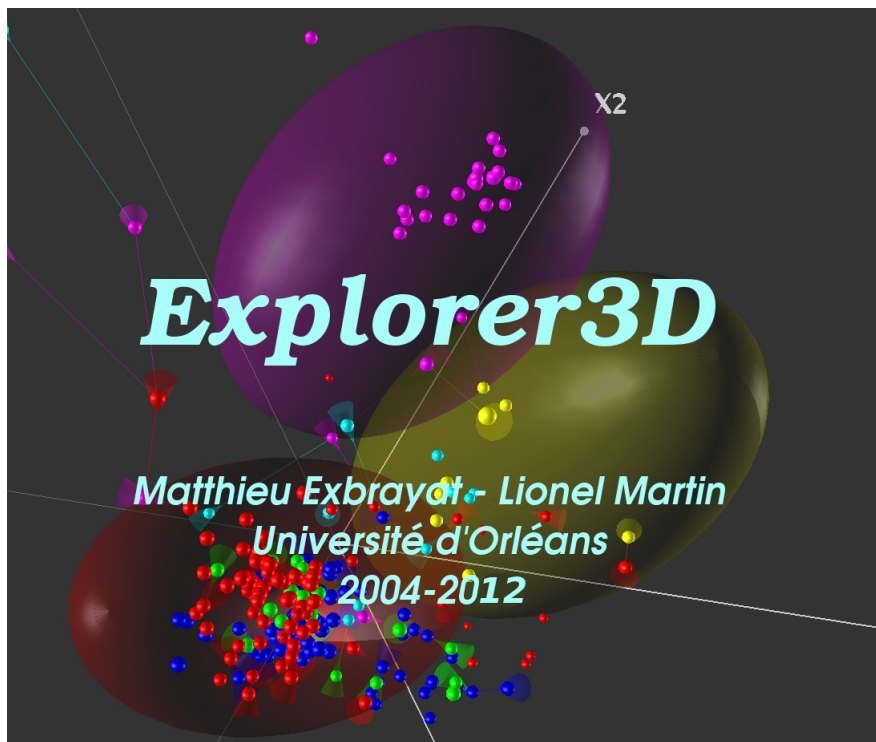 X2
Explorer3D
Matthieu Exbrayat - Lionel Martin
Université d'Orléans
2004-2012